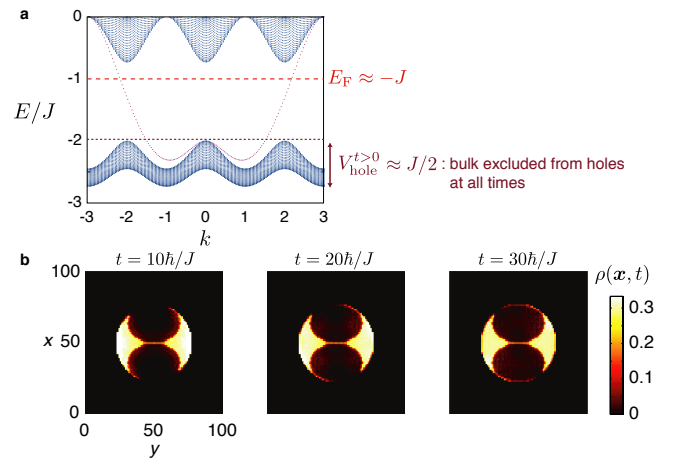 a
0
-1
-2
-3
E/J
E_F ≈ −J
V_hole^{t>0} ≈ J/2 : bulk excluded from holes
at all times
-3 -2 -1 0 1 2 3
k
b
t = 10ħ/J t = 20ħ/J t = 30ħ/J ρ(x, t)
100
50
0
x
0 50 100
y
0.3
0.2
0.1
0